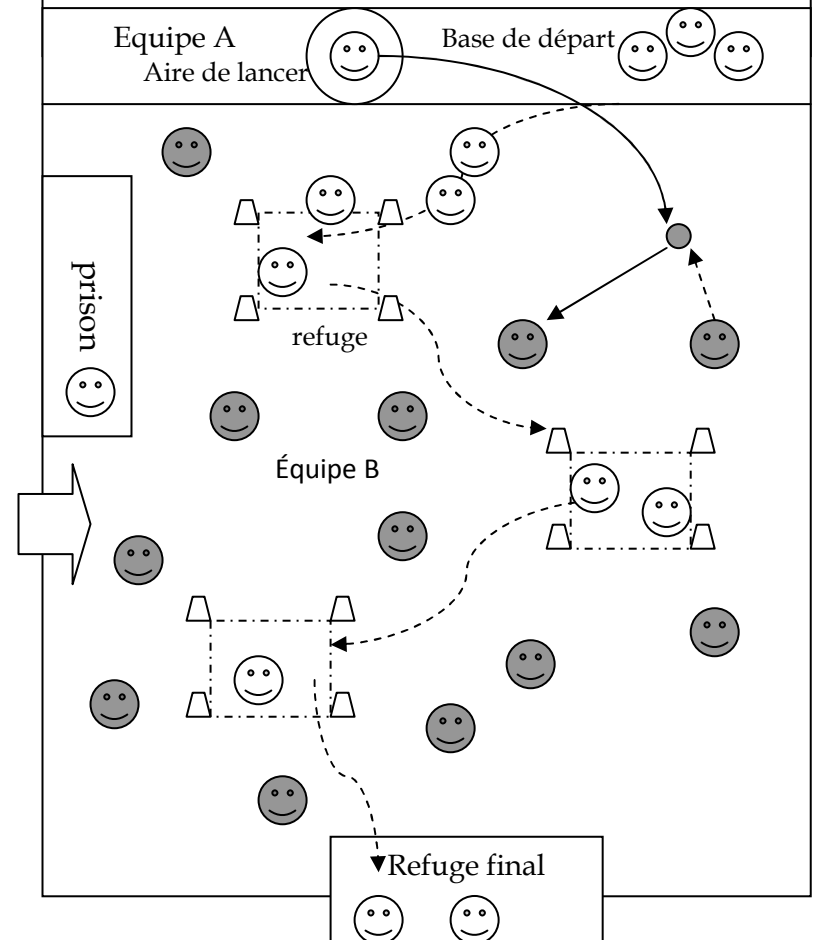 Equipe A
Base de départ
Aire de lancer
prison
refuge
Équipe B
Refuge final